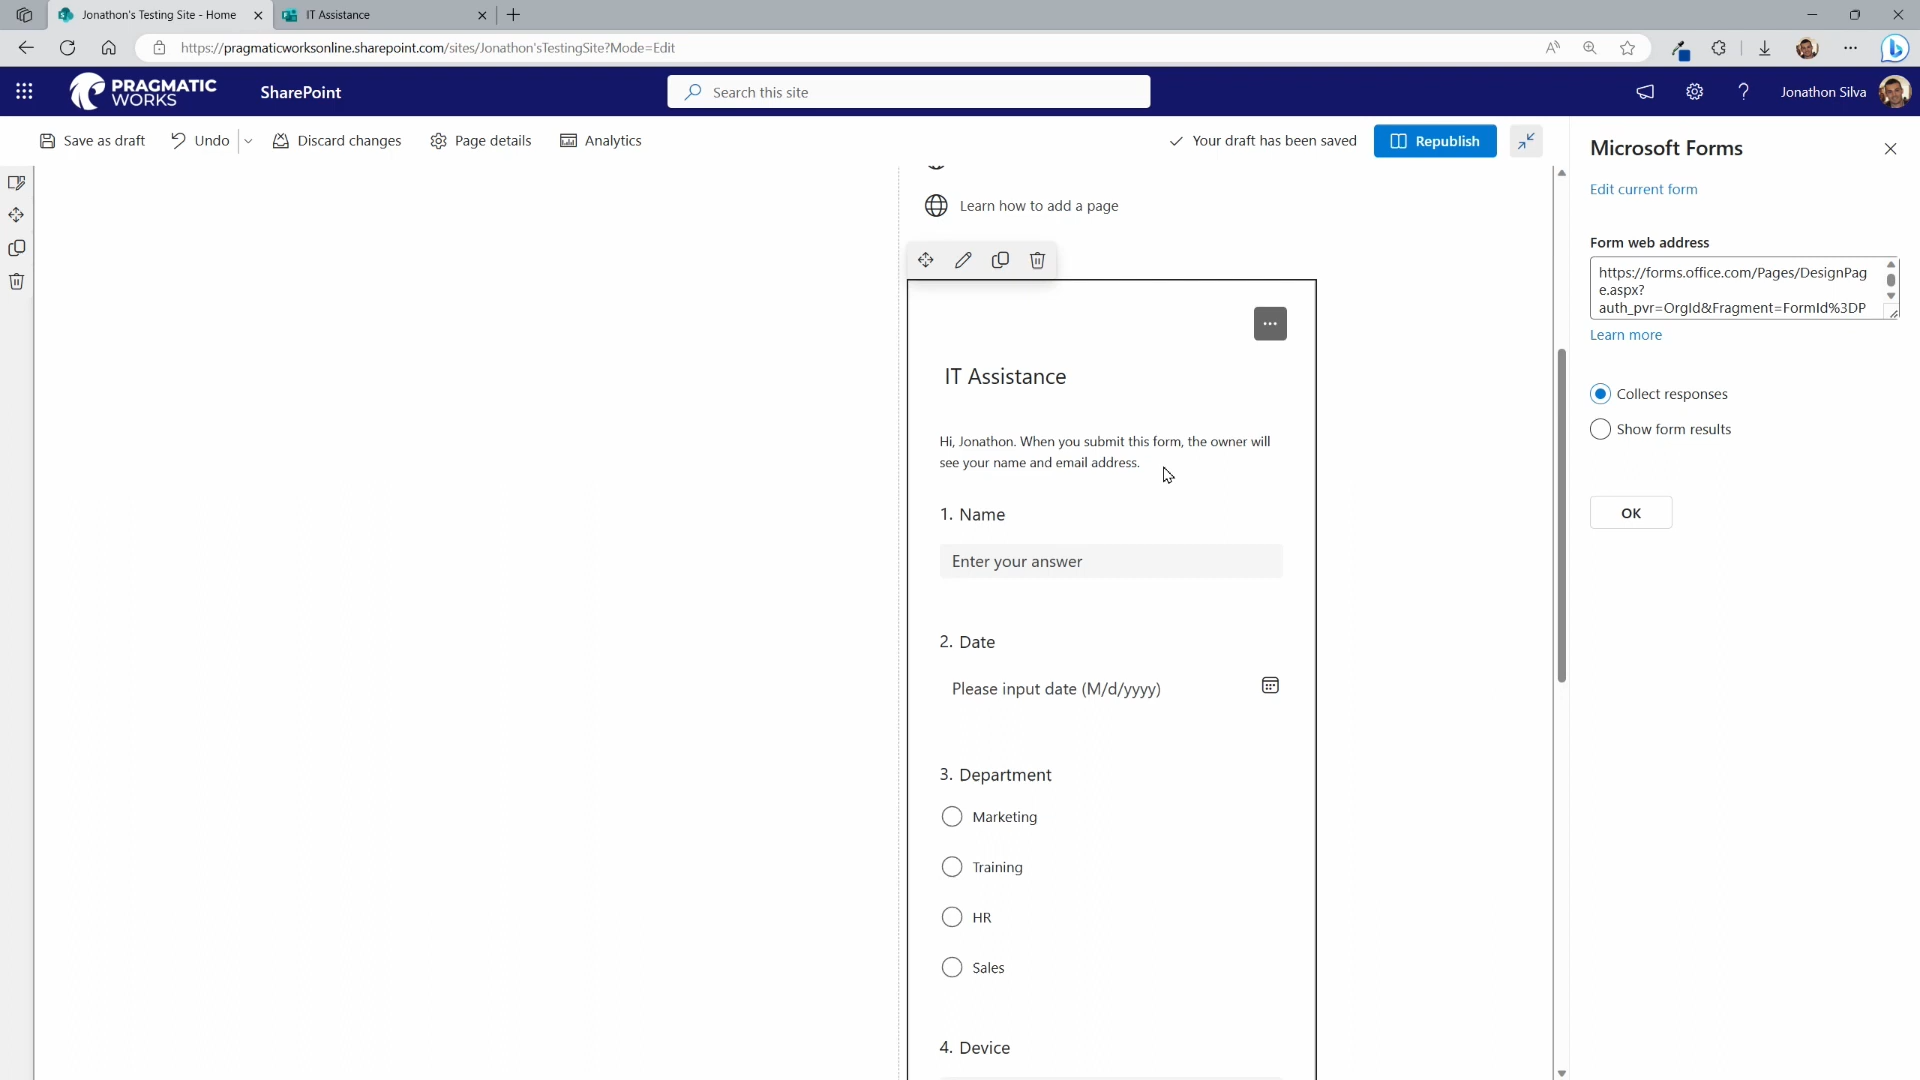 Jonathon's Testing Site - Home
IT Assistance
https://pragmaticworksonline.sharepoint.com/sites/Jonathon'sTestingSite?Mode=Edit
PRAGMATIC
WORKS
SharePoint
Search this site
Jonathon Silva
Save as draft
Undo
Discard changes
Page details
Analytics
Your draft has been saved
Republish
Learn how to add a page
IT Assistance
Hi, Jonathon. When you submit this form, the owner will
see your name and email address.
1. Name
Enter your answer
2. Date
Please input date (M/d/yyyy)
3. Department
Marketing
Training
HR
Sales
4. Device
Microsoft Forms
Edit current form
Form web address
https://forms.office.com/Pages/DesignPag
e.aspx?
auth_pvr=OrgId&Fragment=FormId%3DP
Learn more
Collect responses
Show form results
OK